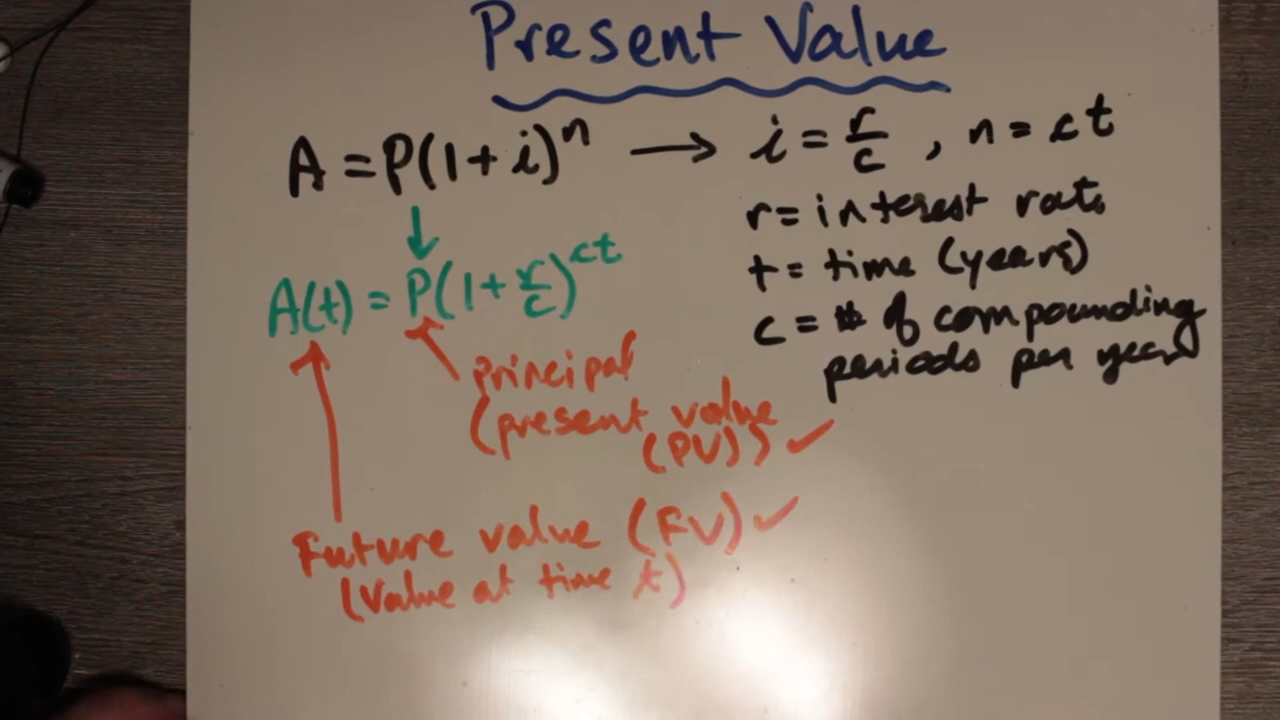 Present Value
A = P(1 + i)^n → i = r/c , n = ct
r = interest rate
t = time (years)
c = # of compounding
periods per year
↓
A(t) = P(1 + r/c)^ct
principal
(present value
(PV)) ✓
Future value (FV) ✓
(Value at time t)